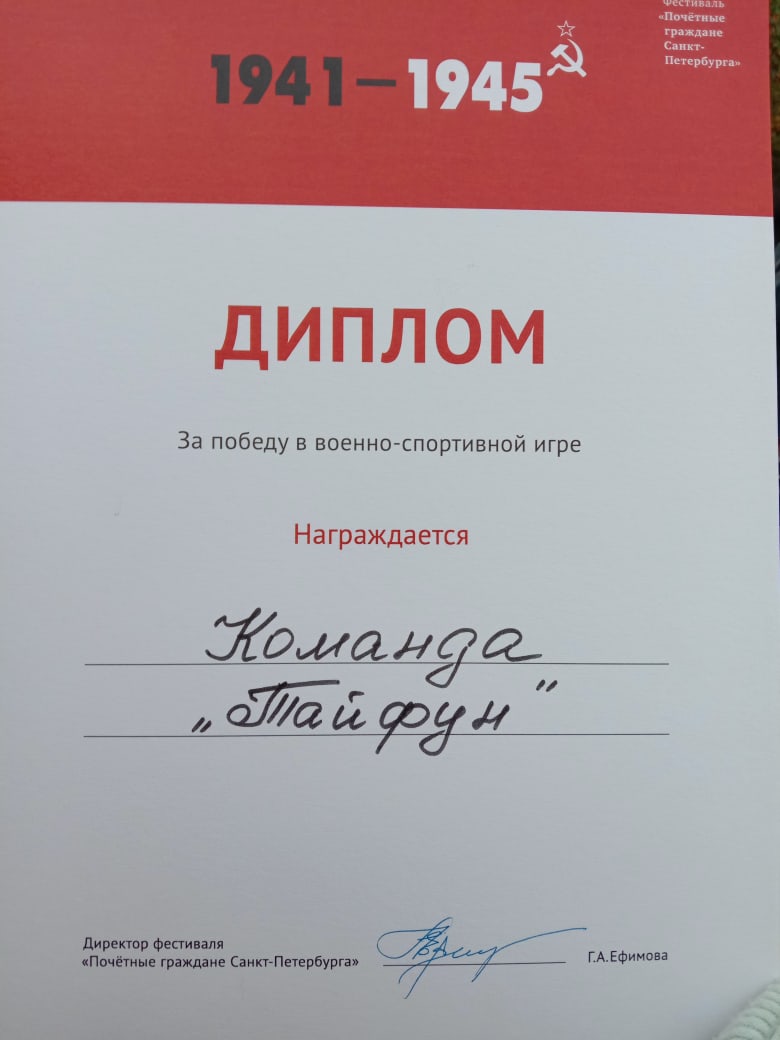 Фестиваль
«Почётные
граждане
Санкт-
Петербурга»
1941—1945
ДИПЛОМ
За победу в военно-спортивной игре
Награждается
Команда
„Тайфун"
Директор фестиваля
«Почётные граждане Санкт-Петербурга»
Г.А.Ефимова